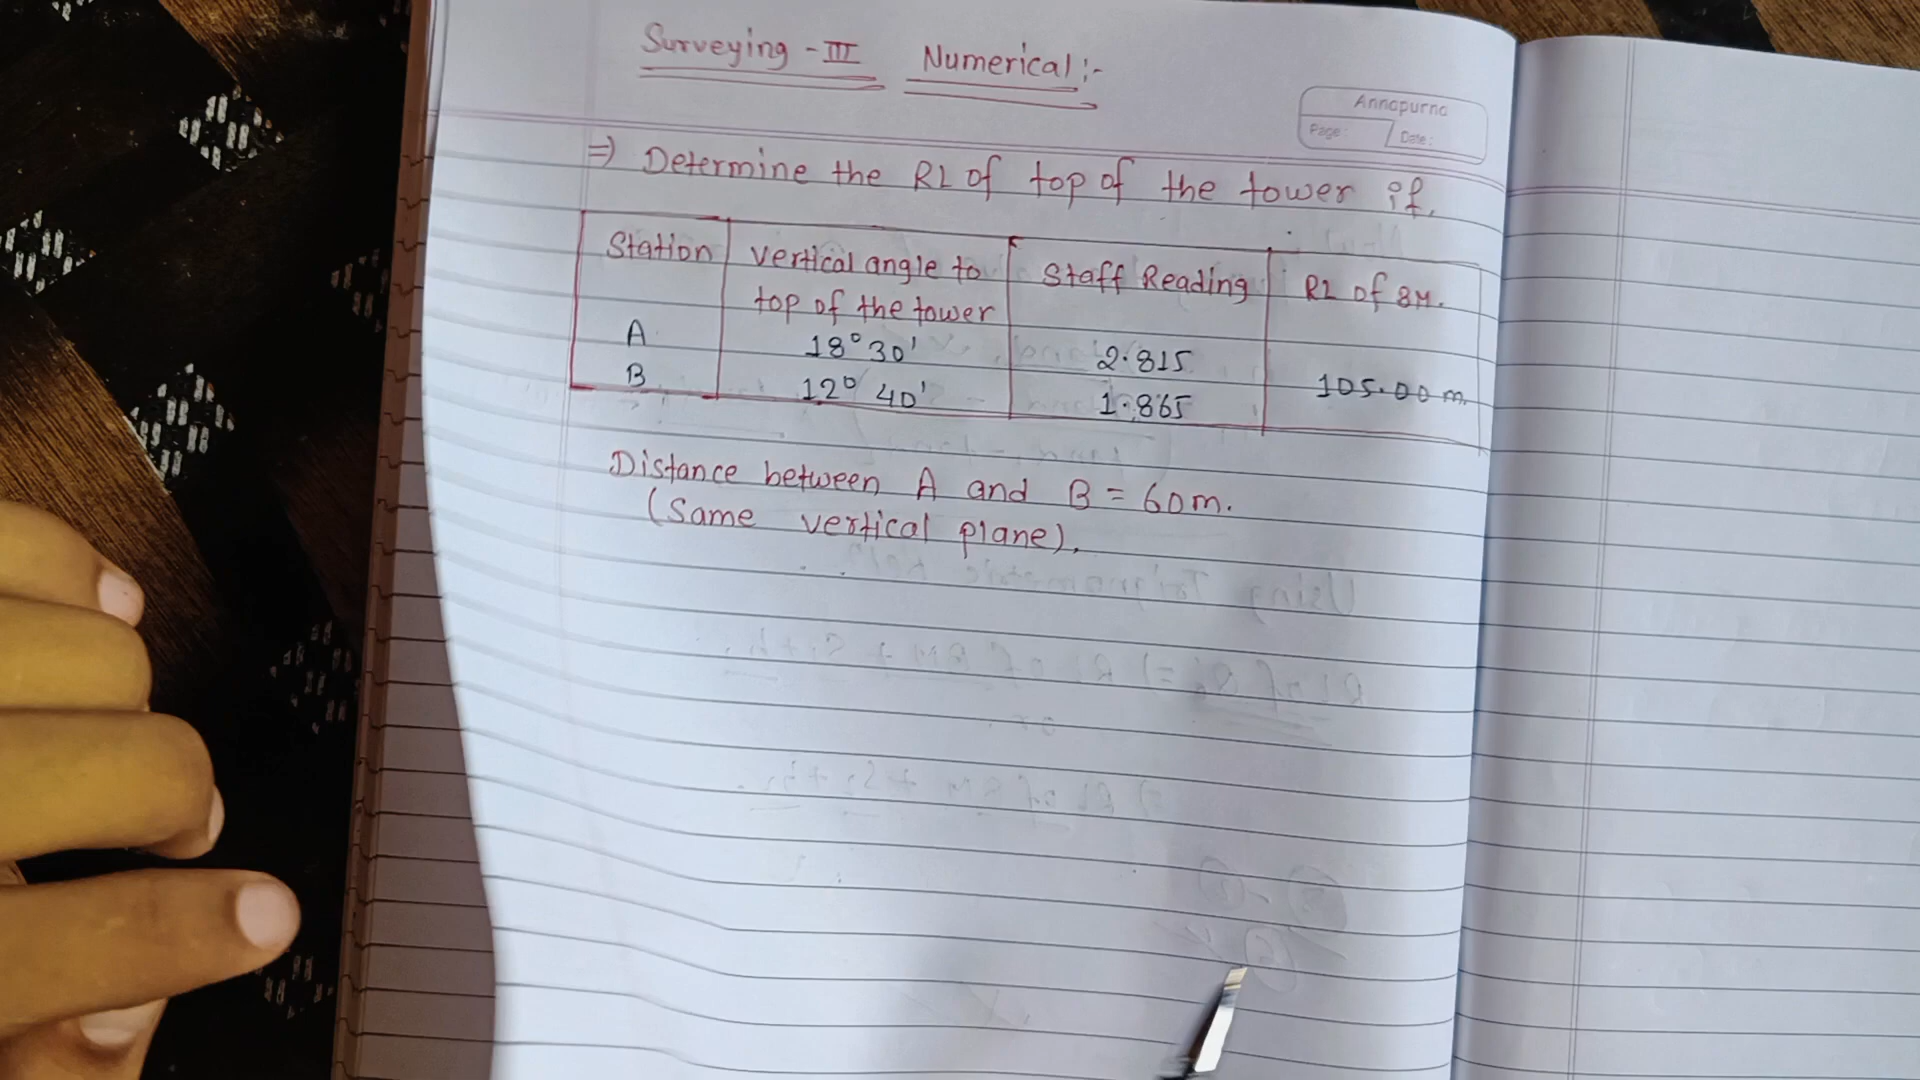 Surveying - III Numerical:-
Annapurna
Page: Date:
⇒ Determine the RL of top of the tower if,
Station vertical angle to top of the tower Staff Reading RL of BM.
A 18°30' 2.815
B 12° 40' 1.865 105.00 m.
Distance between A and B = 60m.
(Same vertical plane).